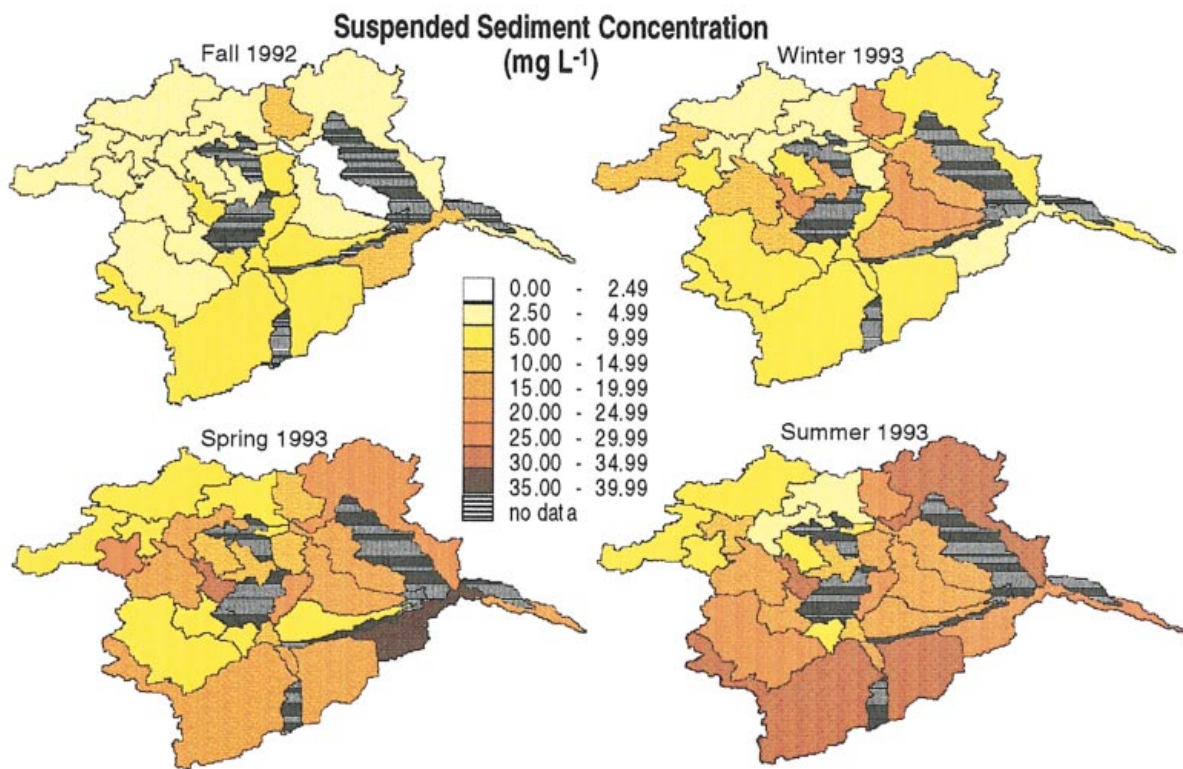 Suspended Sediment Concentration
(mg L-1)
Fall 1992
Winter 1993
0.00 - 2.49
2.50 - 4.99
5.00 - 9.99
10.00 - 14.99
15.00 - 19.99
20.00 - 24.99
25.00 - 29.99
30.00 - 34.99
35.00 - 39.99
no data
Spring 1993
Summer 1993